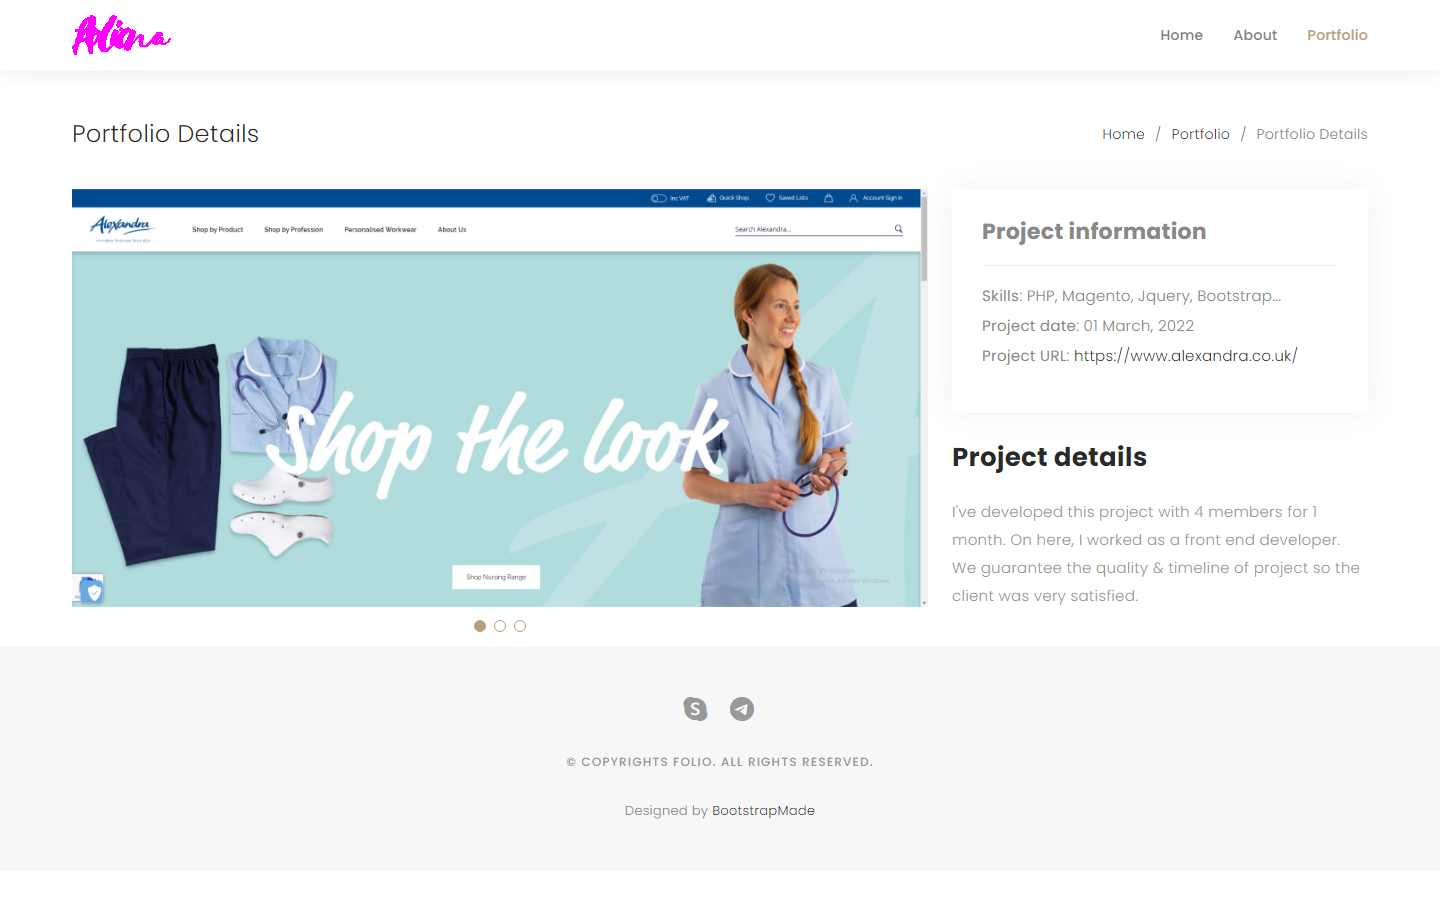 Alona
Home About Portfolio
Portfolio Details
Home / Portfolio / Portfolio Details
Inc VAT Quick Shop Saved Lists Account Sign In
Alexandra
Shop by Product Shop by Profession Personalised Workwear About Us
Search Alexandra...
Shop the look
Shop Nursing Range
Project information
Skills: PHP, Magento, Jquery, Bootstrap...
Project date: 01 March, 2022
Project URL: https://www.alexandra.co.uk/
Project details
I've developed this project with 4 members for 1
month. On here, I worked as a front end developer.
We guarantee the quality & timeline of project so the
client was very satisfied.
© COPYRIGHTS FOLIO. ALL RIGHTS RESERVED.
Designed by BootstrapMade